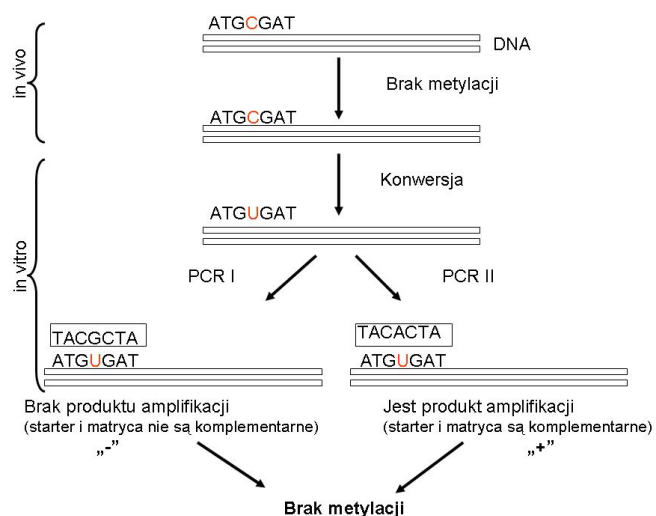 ATGCGAT
DNA
in vivo
Brak metylacji
ATGCGAT
Konwersja
ATGUGAT
in vitro
PCR I
PCR II
TACGCTA
ATGUGAT
TACACTA
ATGUGAT
Brak produktu amplifikacji
(starter i matryca nie są komplementarne)
„-”
Jest produkt amplifikacji
(starter i matryca są komplementarne)
„+”
Brak metylacji